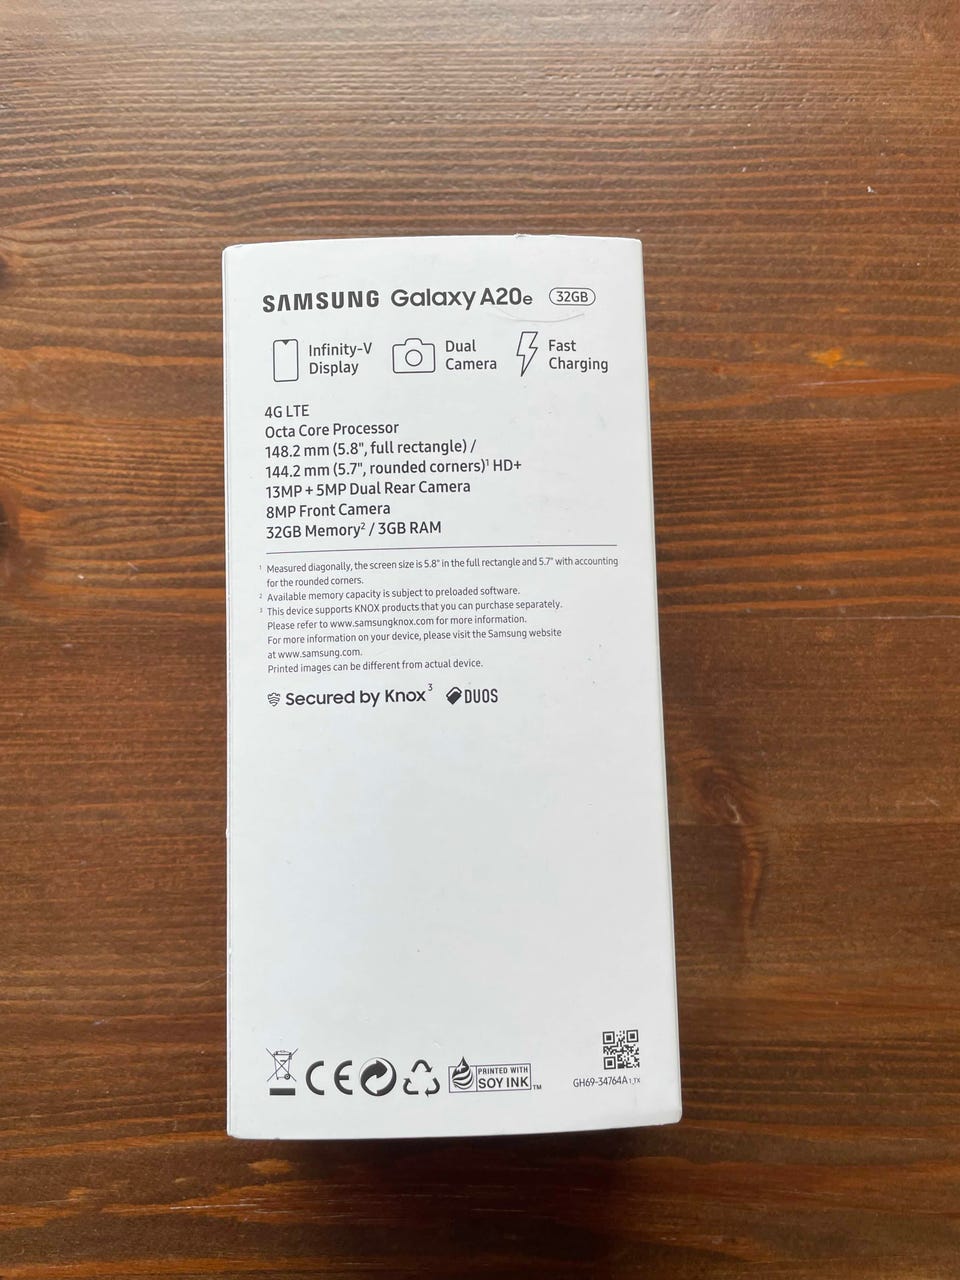 SAMSUNG Galaxy A20e 32GB
Infinity-V
Display
Dual
Camera
Fast
Charging
4G LTE
Octa Core Processor
148.2 mm (5.8", full rectangle) /
144.2 mm (5.7", rounded corners)¹ HD+
13MP + 5MP Dual Rear Camera
8MP Front Camera
32GB Memory² / 3GB RAM
¹ Measured diagonally, the screen size is 5.8" in the full rectangle and 5.7" with accounting
for the rounded corners.
² Available memory capacity is subject to preloaded software.
³ This device supports KNOX products that you can purchase separately.
Please refer to www.samsungknox.com for more information.
For more information on your device, please visit the Samsung website
at www.samsung.com.
Printed images can be different from actual device.
Secured by Knox³ DUOS
CE
PRINTED WITH
SOY INK™
GH69-34764A 1_TX